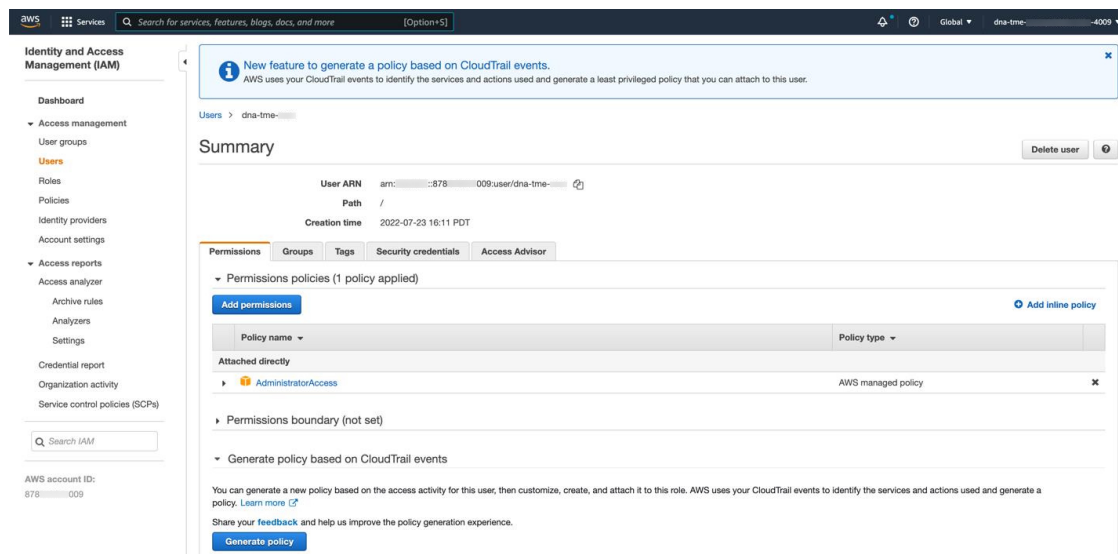 aws Services Search for services, features, blogs, docs, and more [Option+S] Global dna-tme- -4009
Identity and Access
Management (IAM)
Dashboard
Access management
User groups
Users
Roles
Policies
Identity providers
Account settings
Access reports
Access analyzer
Archive rules
Analyzers
Settings
Credential report
Organization activity
Service control policies (SCPs)
Search IAM
AWS account ID:
878 009
New feature to generate a policy based on CloudTrail events.
AWS uses your CloudTrail events to identify the services and actions used and generate a least privileged policy that you can attach to this user.
Users > dna-tme-
Summary
Delete user
User ARN arn: ::878 009:user/dna-tme-
Path /
Creation time 2022-07-23 16:11 PDT
Permissions Groups Tags Security credentials Access Advisor
Permissions policies (1 policy applied)
Add permissions Add inline policy
Policy name Policy type
Attached directly
AdministratorAccess AWS managed policy
Permissions boundary (not set)
Generate policy based on CloudTrail events
You can generate a new policy based on the access activity for this user, then customize, create, and attach it to this role. AWS uses your CloudTrail events to identify the services and actions used and generate a
policy. Learn more
Share your feedback and help us improve the policy generation experience.
Generate policy